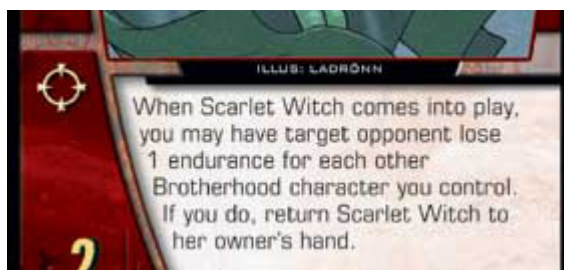 ILLUS: LADRÖNN
When Scarlet Witch comes into play,
you may have target opponent lose
1 endurance for each other
Brotherhood character you control.
If you do, return Scarlet Witch to
her owner's hand.
2